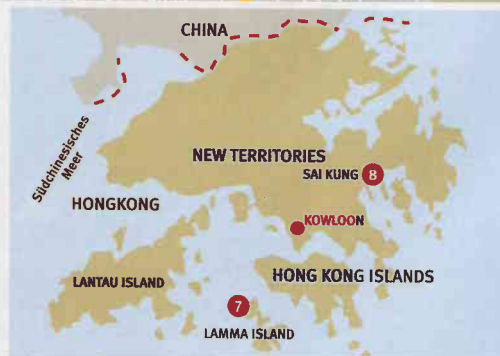 CHINA
Südchinesisches
Meer
NEW TERRITORIES
SAI KUNG 8
HONGKONG
KOWLOON
LANTAU ISLAND
HONG KONG ISLANDS
7
LAMMA ISLAND